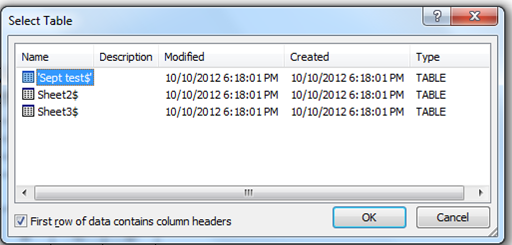 Select Table
Name Description Modified Created Type
'Sept test$' 10/10/2012 6:18:01 PM 10/10/2012 6:18:01 PM TABLE
Sheet2$ 10/10/2012 6:18:01 PM 10/10/2012 6:18:01 PM TABLE
Sheet3$ 10/10/2012 6:18:01 PM 10/10/2012 6:18:01 PM TABLE
First row of data contains column headers OK Cancel